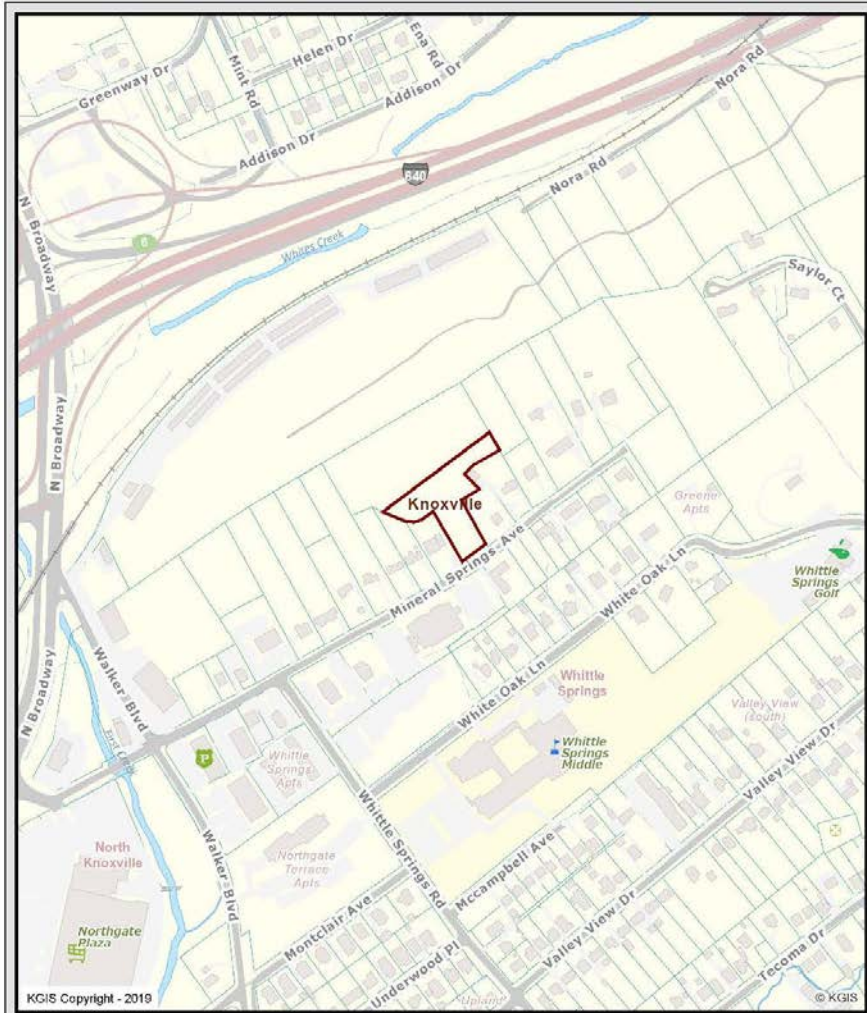 Helen Dr
Ena Rd
Mint Rd
Greenway Dr
Addison Dr
Addison Dr
Nora Rd
Nora Rd
640
N Broadway
6
Whites Creek
Saylor Ct
N Broadway
Knoxville
Greene
Apts
Mineral Springs Ave
White Oak Ln
Whittle
Springs
Golf
Walker Blvd
N Broadway
White Oak Ln
Whittle
Springs
Valley View
(south)
East Creek
P
Whittle
Springs
Apts
Whittle
Springs
Middle
Valley View Dr
Whittle Springs Rd
North
Knoxville
Walker Blvd
Northgate
Terrace
Apts
Mccampbell Ave
Northgate
Plaza
Montclair Ave
Valley View Dr
Underwood Pl
Tecoma Dr
Upland
KGIS Copyright - 2019
© KGIS